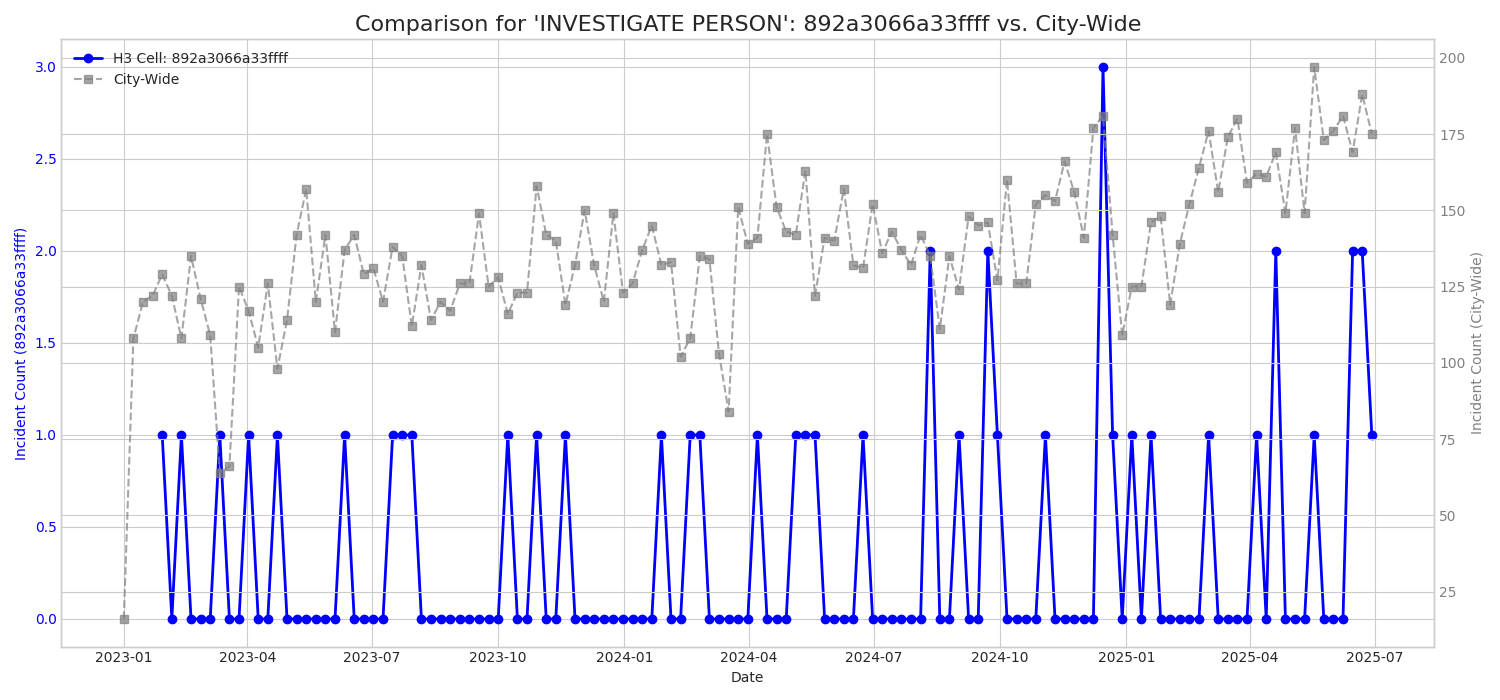 Comparison for 'INVESTIGATE PERSON': 892a3066a33ffff vs. City-Wide
H3 Cell: 892a3066a33ffff
City-Wide
Incident Count (892a3066a33ffff)
3.0
2.5
2.0
1.5
1.0
0.5
0.0
200
175
150
125
100
75
50
25
Incident Count (City-Wide)
2023-01 2023-04 2023-07 2023-10 2024-01 2024-04 2024-07 2024-10 2025-01 2025-04 2025-07
Date